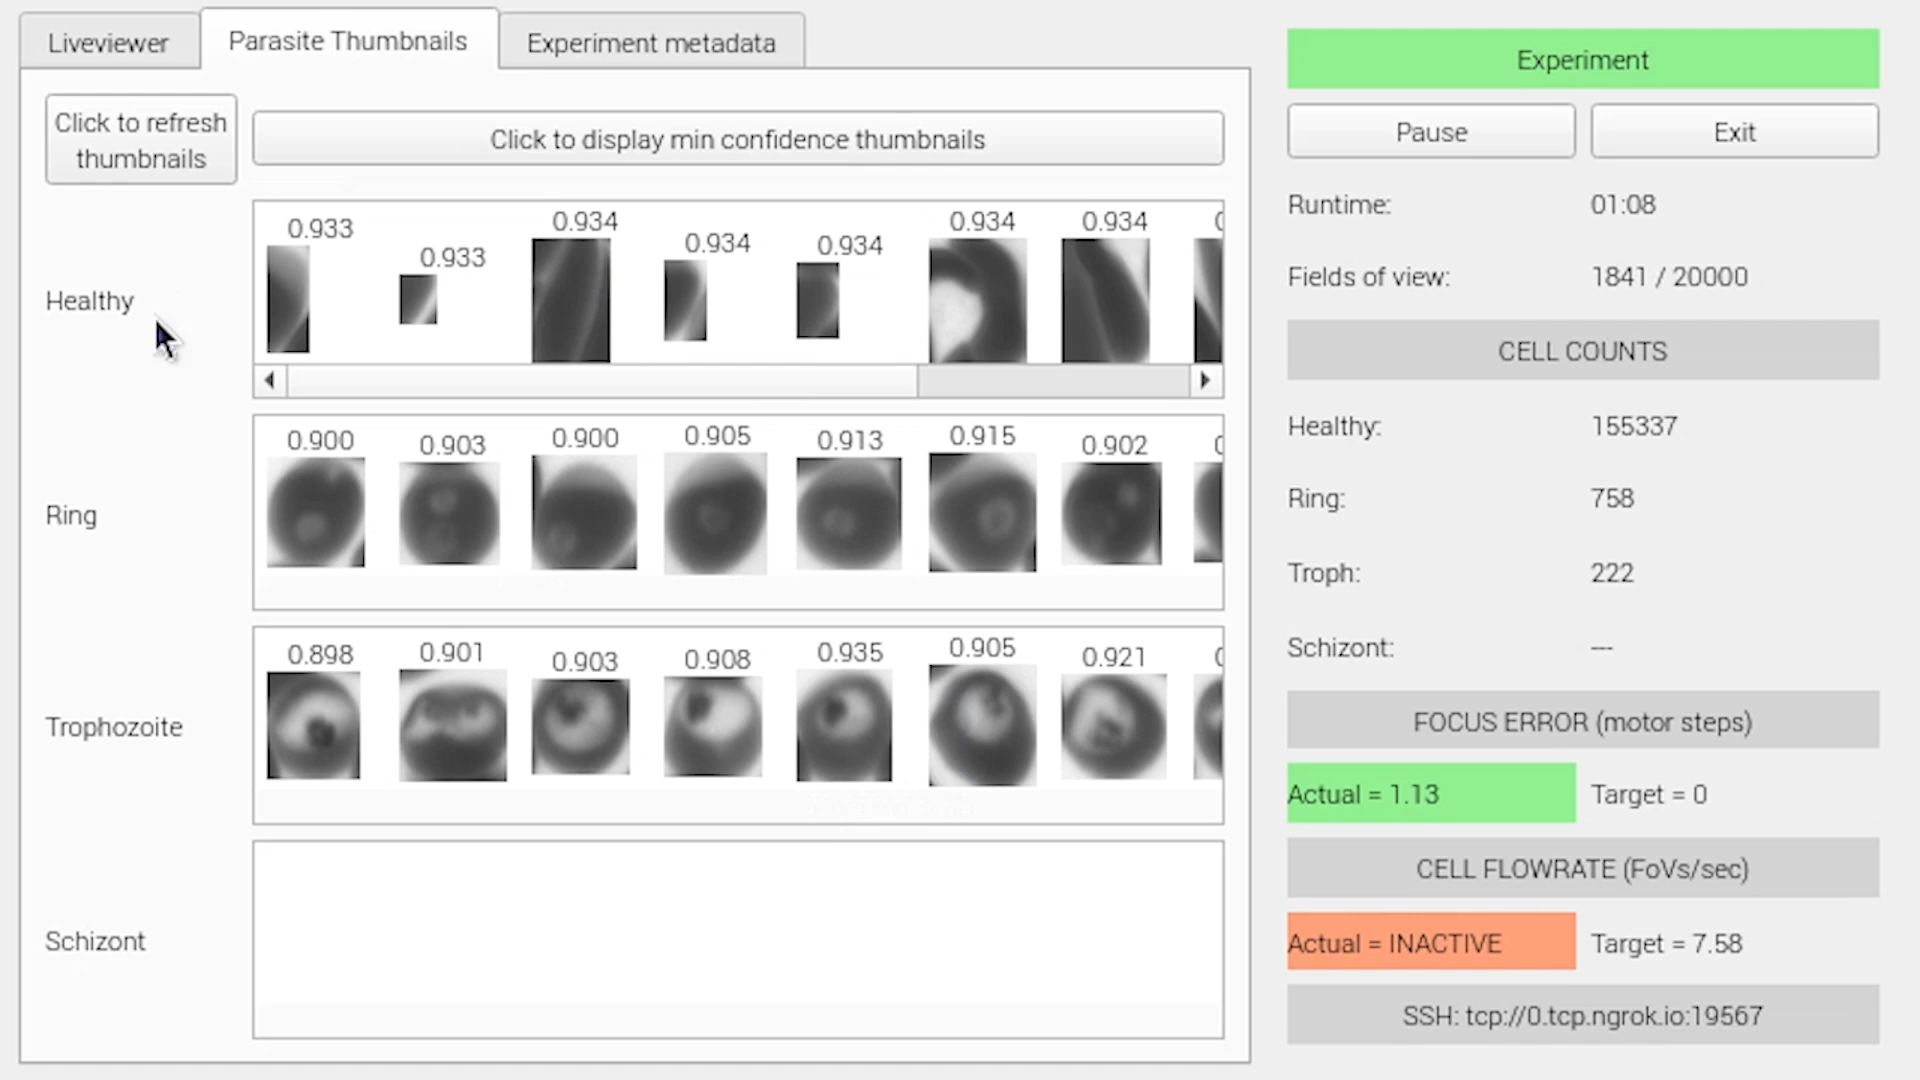 Liveviewer
Parasite Thumbnails
Experiment metadata
Click to refresh
thumbnails
Click to display min confidence thumbnails
Healthy
0.933
0.933
0.934
0.934
0.934
0.934
0.934
Ring
0.900
0.903
0.900
0.905
0.913
0.915
0.902
Trophozoite
0.898
0.901
0.903
0.908
0.935
0.905
0.921
Schizont
Experiment
Pause
Exit
Runtime: 01:08
Fields of view: 1841 / 20000
CELL COUNTS
Healthy: 155337
Ring: 758
Troph: 222
Schizont: ---
FOCUS ERROR (motor steps)
Actual = 1.13
Target = 0
CELL FLOWRATE (FoVs/sec)
Actual = INACTIVE
Target = 7.58
SSH: tcp://0.tcp.ngrok.io:19567